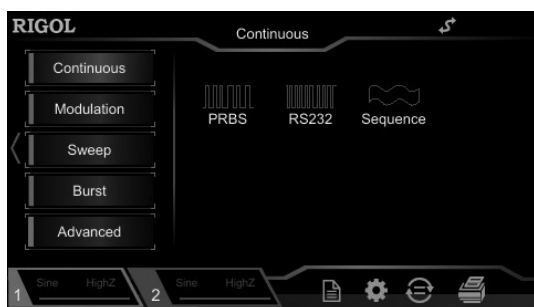 RIGOL
Continuous
Continuous
Modulation
Sweep
Burst
Advanced
PRBS
RS232
Sequence
1
Sine
HighZ
2
Sine
HighZ